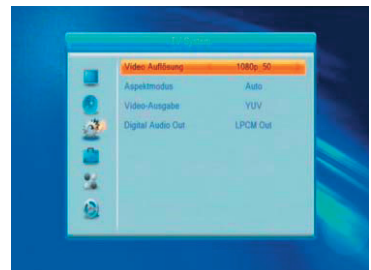 Video Auflösung 1080p_50
Aspektmodus Auto
Video-Ausgabe YUV
Digital Audio Out LPCM Out